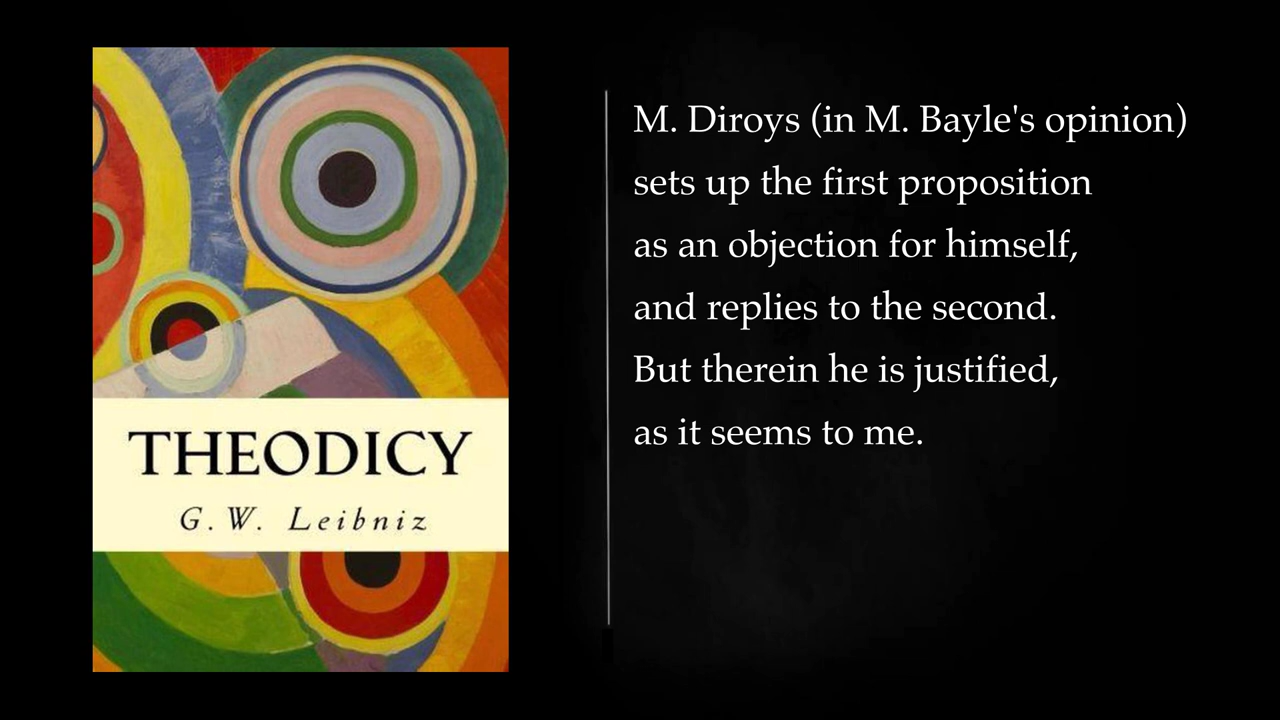 THEODICY
G. W. Leibniz
M. Diroys (in M. Bayle's opinion)
sets up the first proposition
as an objection for himself,
and replies to the second.
But therein he is justified,
as it seems to me.